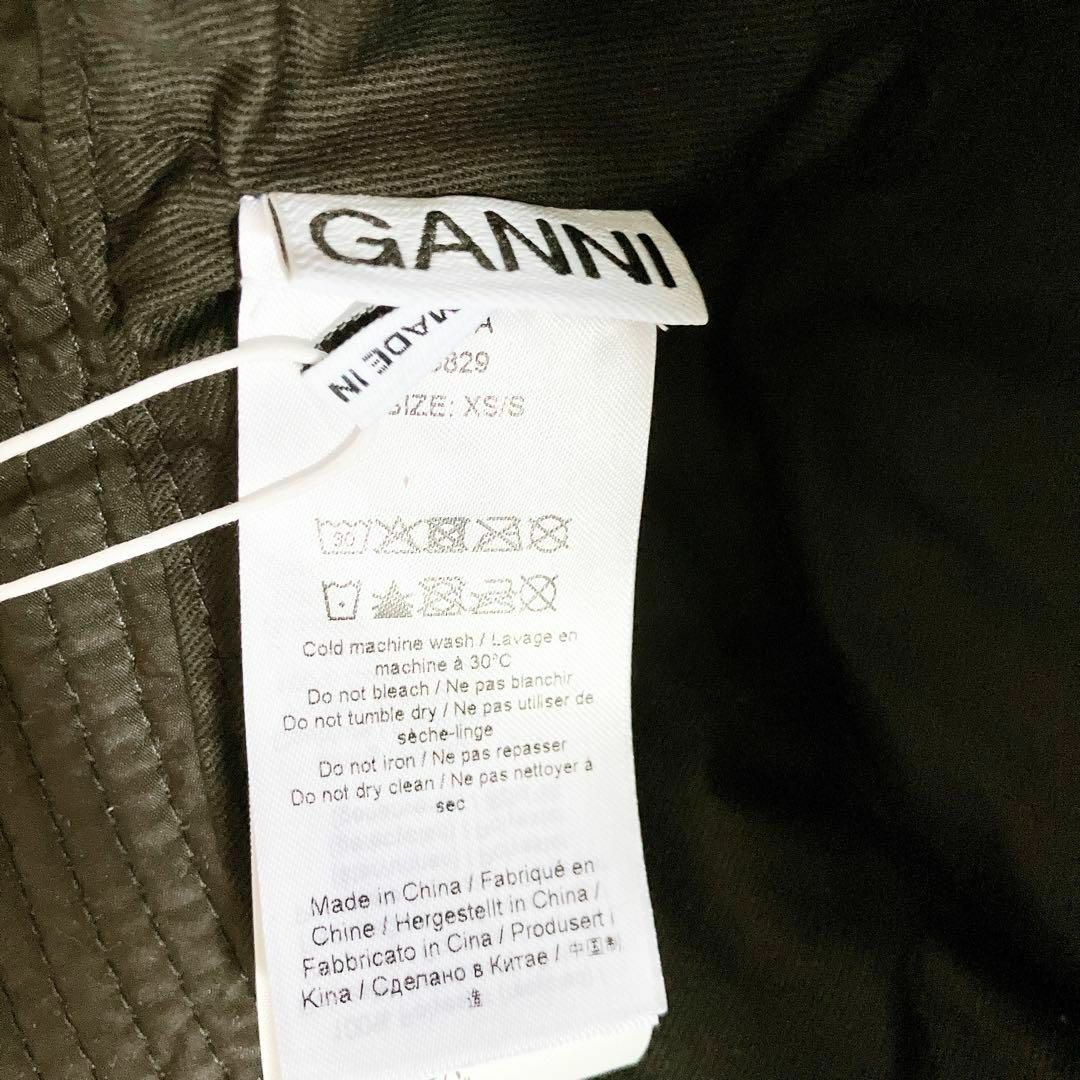 GANNI
MADE IN
829
SIZE: XS/S
30
Cold machine wash / Lavage en
machine à 30°C
Do not bleach / Ne pas blanchir
Do not tumble dry / Ne pas utiliser de
sèche-linge
Do not iron / Ne pas repasser
Do not dry clean / Ne pas nettoyer à
sec
Made in China / Fabriqué en
Chine / Hergestellt in China /
Fabbricato in Cina / Produsert i
Kina / Сделано в Китае / 中国制
造